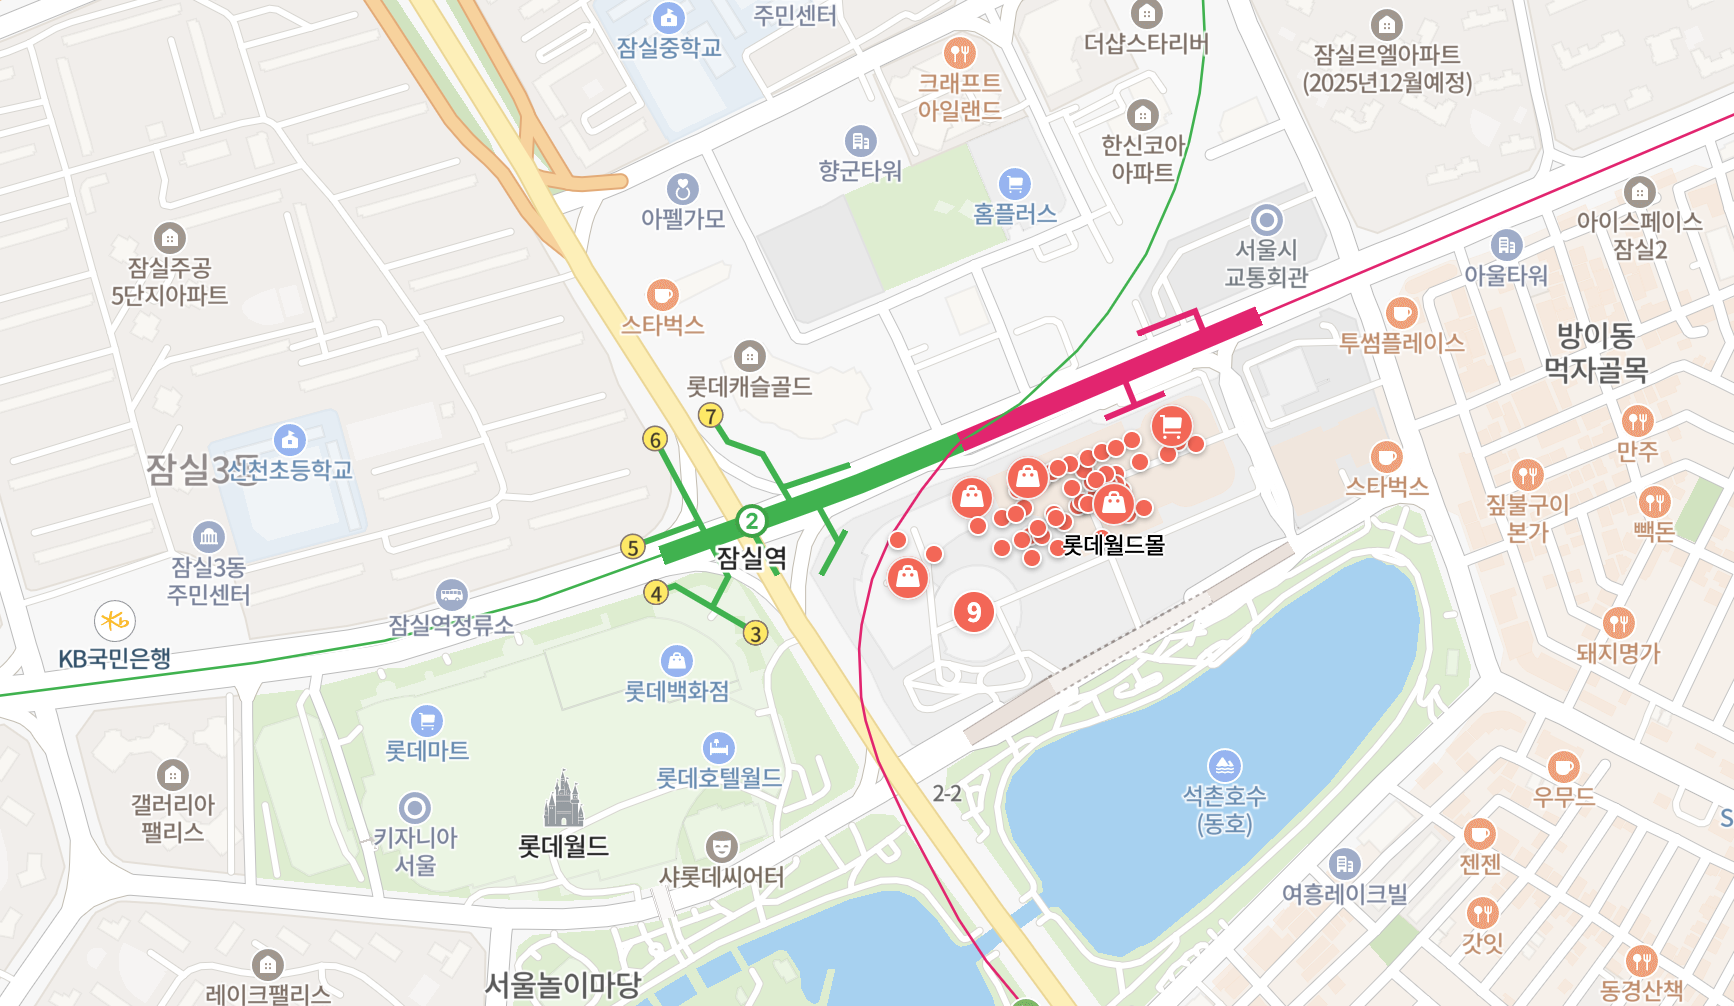 주민센터
잠실중학교
더샵스타리버
잠실르엘아파트
(2025년12월예정)
크래프트
아일랜드
한신코아
아파트
향군타워
아펠가모
홈플러스
아이스페이스
잠실2
서울시
교통회관
아울타워
잠실주공
5단지아파트
스타벅스
투썸플레이스
방이동
먹자골목
롯데캐슬골드
7
6
만주
잠실3동
신천초등학교
스타벅스
찜불구이
본가
빽돈
2
5
잠실역
롯데월드몰
잠실3동
주민센터
4
잠실역정류소
9
3
KB국민은행
돼지명가
롯데백화점
롯데마트
롯데호텔월드
2-2
석촌호수
(동호)
우무드
갤러리아
팰리스
키자니아
서울
롯데월드
샤롯데씨어터
젠젠
여흥레이크빌
갓잇
서울놀이마당
레이크팰리스
동경산책
S